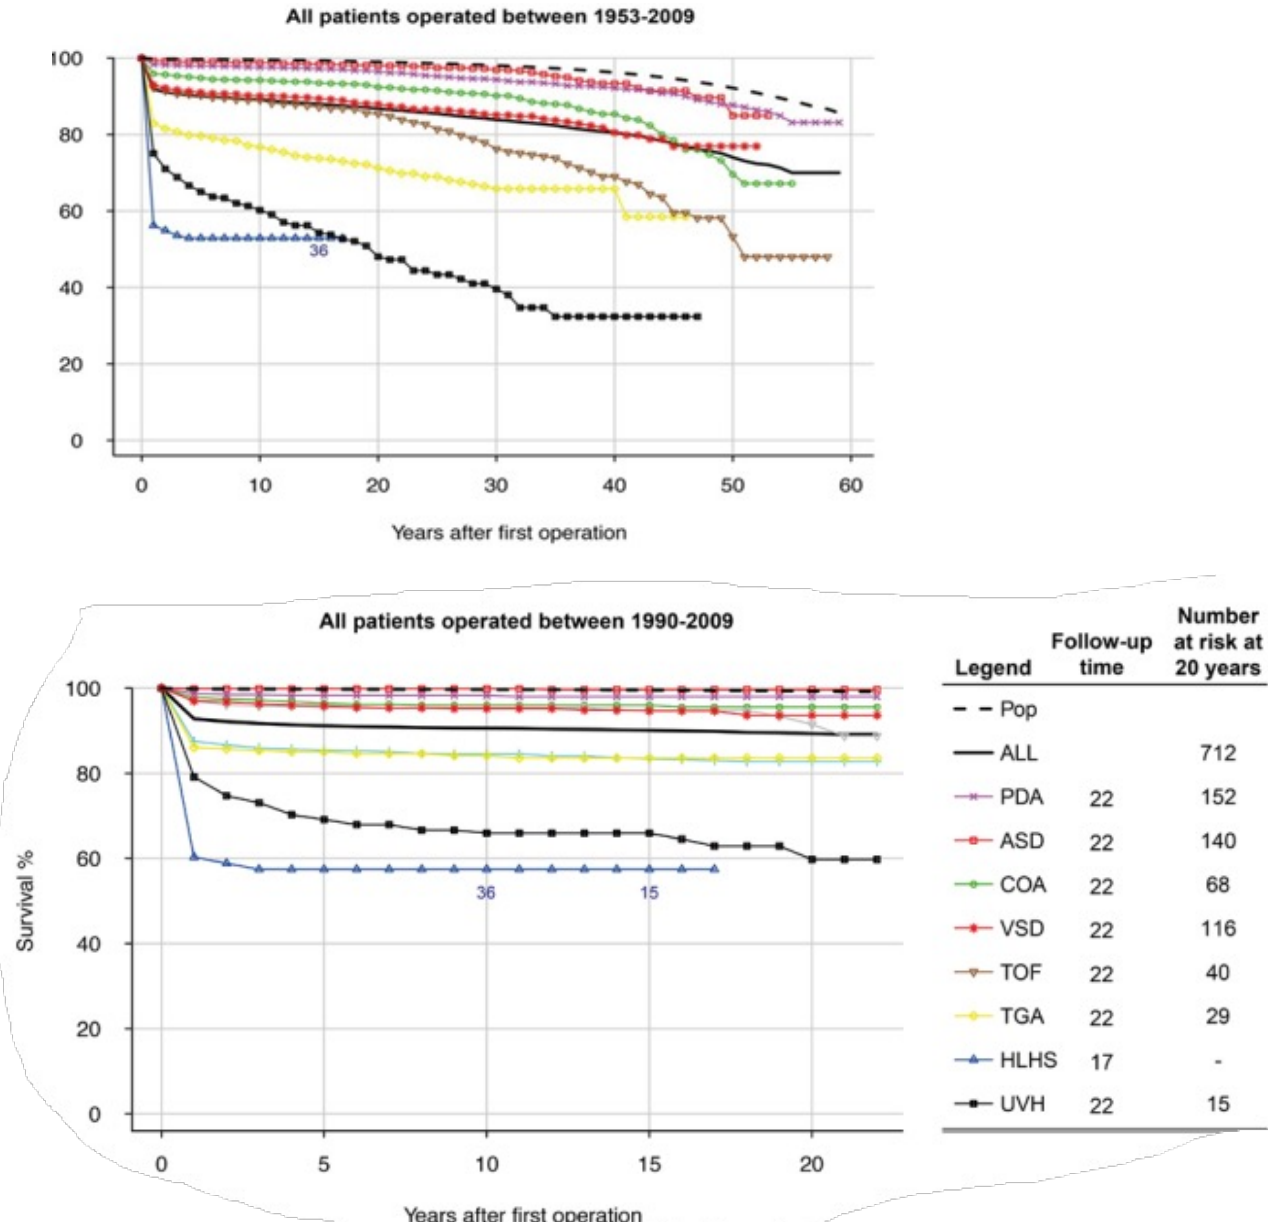 All patients operated between 1953-2009
100
80
60
40
20
0
36
0 10 20 30 40 50 60
Years after first operation
All patients operated between 1990-2009
Survival %
100
80
60
40
20
0
36 15
0 5 10 15 20
Years after first operation
Legend Follow-up time Number at risk at 20 years
Pop
ALL 712
PDA 22 152
ASD 22 140
COA 22 68
VSD 22 116
TOF 22 40
TGA 22 29
HLHS 17 -
UVH 22 15